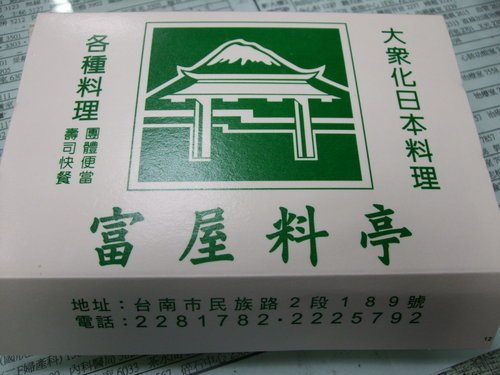 大衆化日本料理
各種料理
團體便當
壽司快餐
富屋料亭
地址：台南市民族路2段189號
電話：2281782·2225792